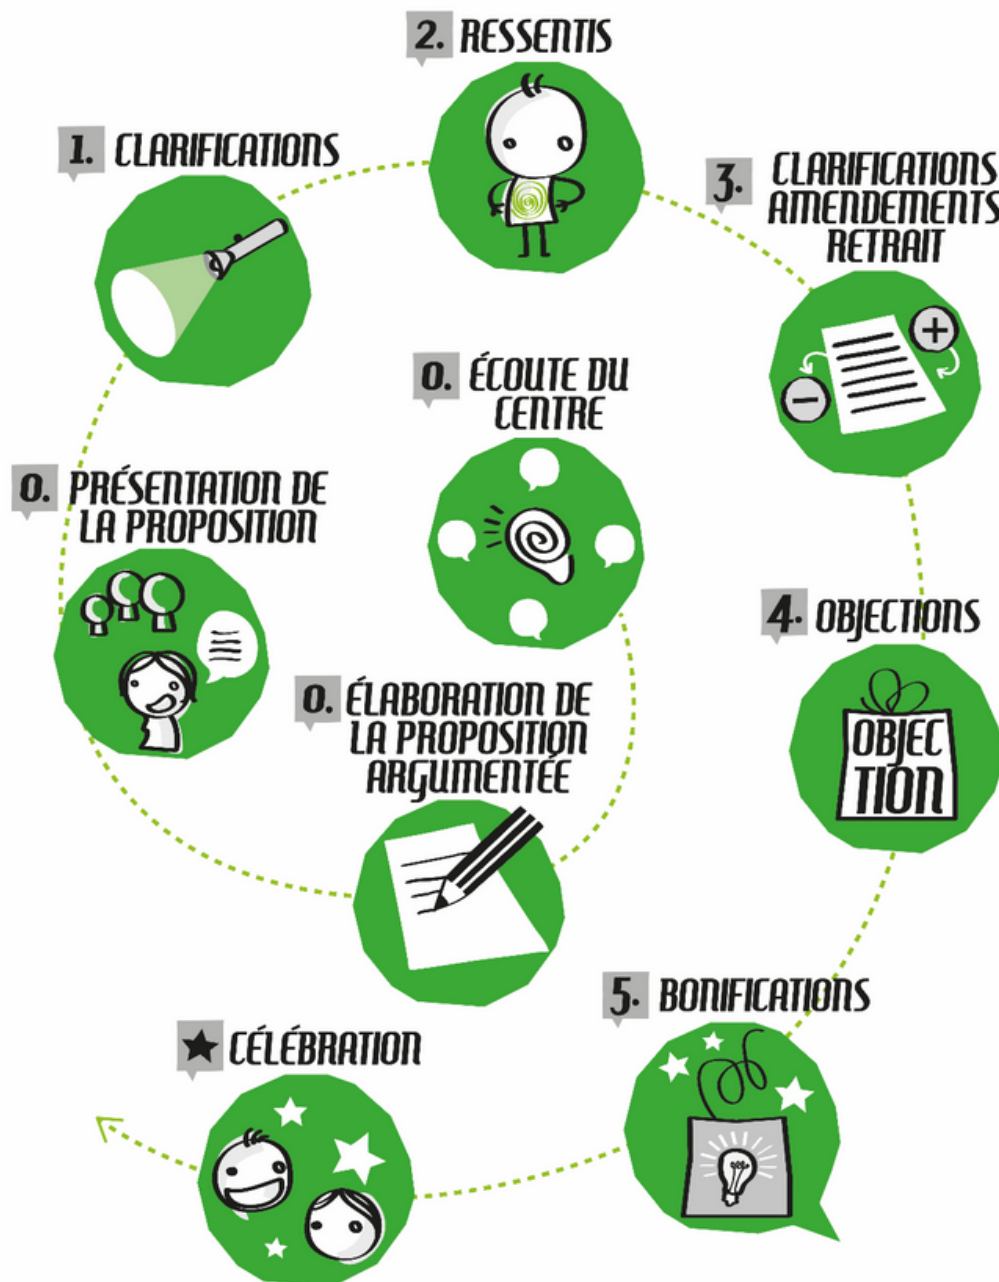 0. ÉCOUTE DU
CENTRE
0. ÉLABORATION DE
LA PROPOSITION
ARGUMENTÉE
0. PRÉSENTATION DE
LA PROPOSITION
1. CLARIFICATIONS
2. RESSENTIS
3. CLARIFICATIONS
AMENDEMENTS
RETRAIT
4. OBJECTIONS
OBJEC
TION
5. BONIFICATIONS
CÉLÉBRATION